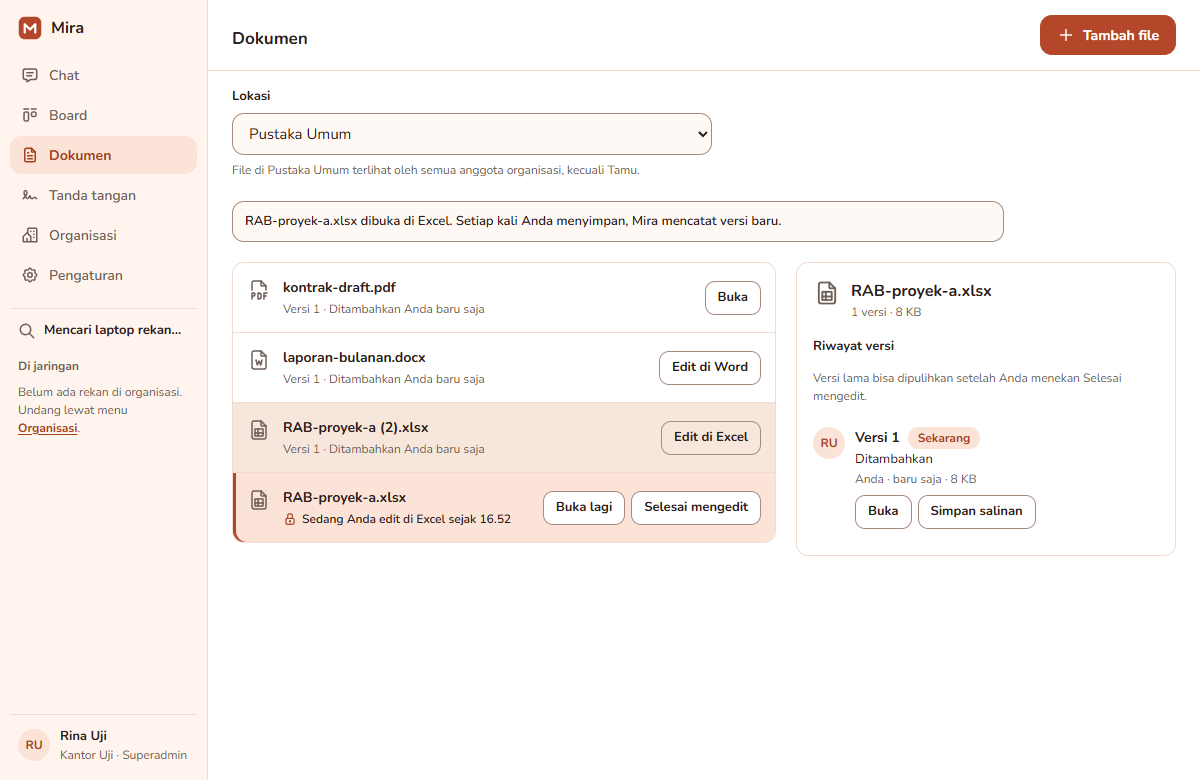 Mira
Chat
Board
Dokumen
Tanda tangan
Organisasi
Pengaturan
Mencari laptop rekan...
Di jaringan
Belum ada rekan di organisasi.
Undang lewat menu
Organisasi.
RU
Rina Uji
Kantor Uji · Superadmin
Dokumen
Tambah file
Lokasi
Pustaka Umum
File di Pustaka Umum terlihat oleh semua anggota organisasi, kecuali Tamu.
RAB-proyek-a.xlsx dibuka di Excel. Setiap kali Anda menyimpan, Mira mencatat versi baru.
PDF
kontrak-draft.pdf
Versi 1 · Ditambahkan Anda baru saja
Buka
W
laporan-bulanan.docx
Versi 1 · Ditambahkan Anda baru saja
Edit di Word
RAB-proyek-a (2).xlsx
Versi 1 · Ditambahkan Anda baru saja
Edit di Excel
RAB-proyek-a.xlsx
Sedang Anda edit di Excel sejak 16.52
Buka lagi
Selesai mengedit
RAB-proyek-a.xlsx
1 versi · 8 KB
Riwayat versi
Versi lama bisa dipulihkan setelah Anda menekan Selesai
mengedit.
RU
Versi 1 Sekarang
Ditambahkan
Anda · baru saja · 8 KB
Buka
Simpan salinan